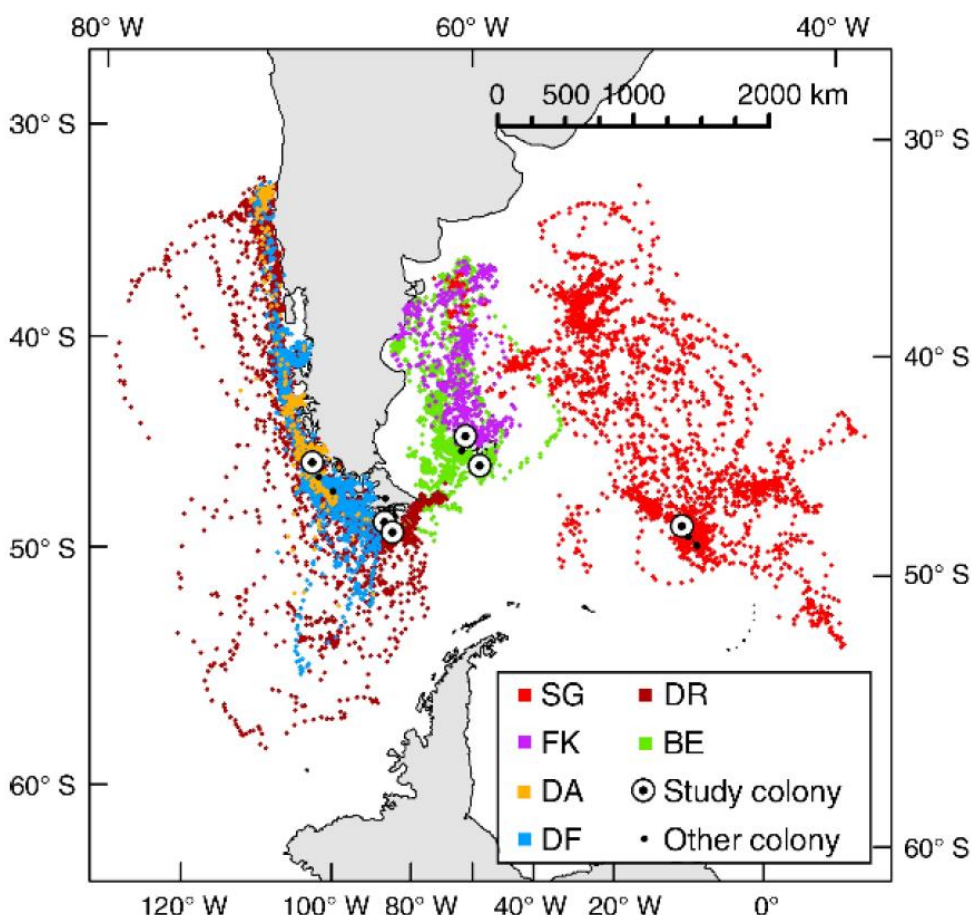 80° W 60° W 40° W
0 500 1000 2000 km
30° S 30° S
40° S 40° S
50° S 50° S
SG DR
FK BE
DA Study colony
DF Other colony
60° S 60° S
120° W 100° W 80° W 40° W 20° W 0°